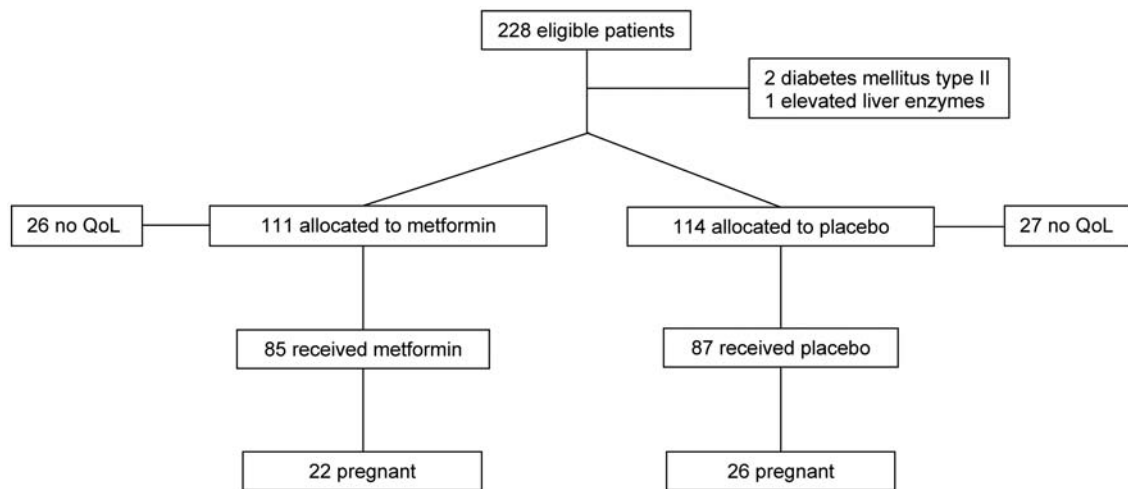 228 eligible patients
2 diabetes mellitus type II
1 elevated liver enzymes
26 no QoL
111 allocated to metformin
114 allocated to placebo
27 no QoL
85 received metformin
87 received placebo
22 pregnant
26 pregnant